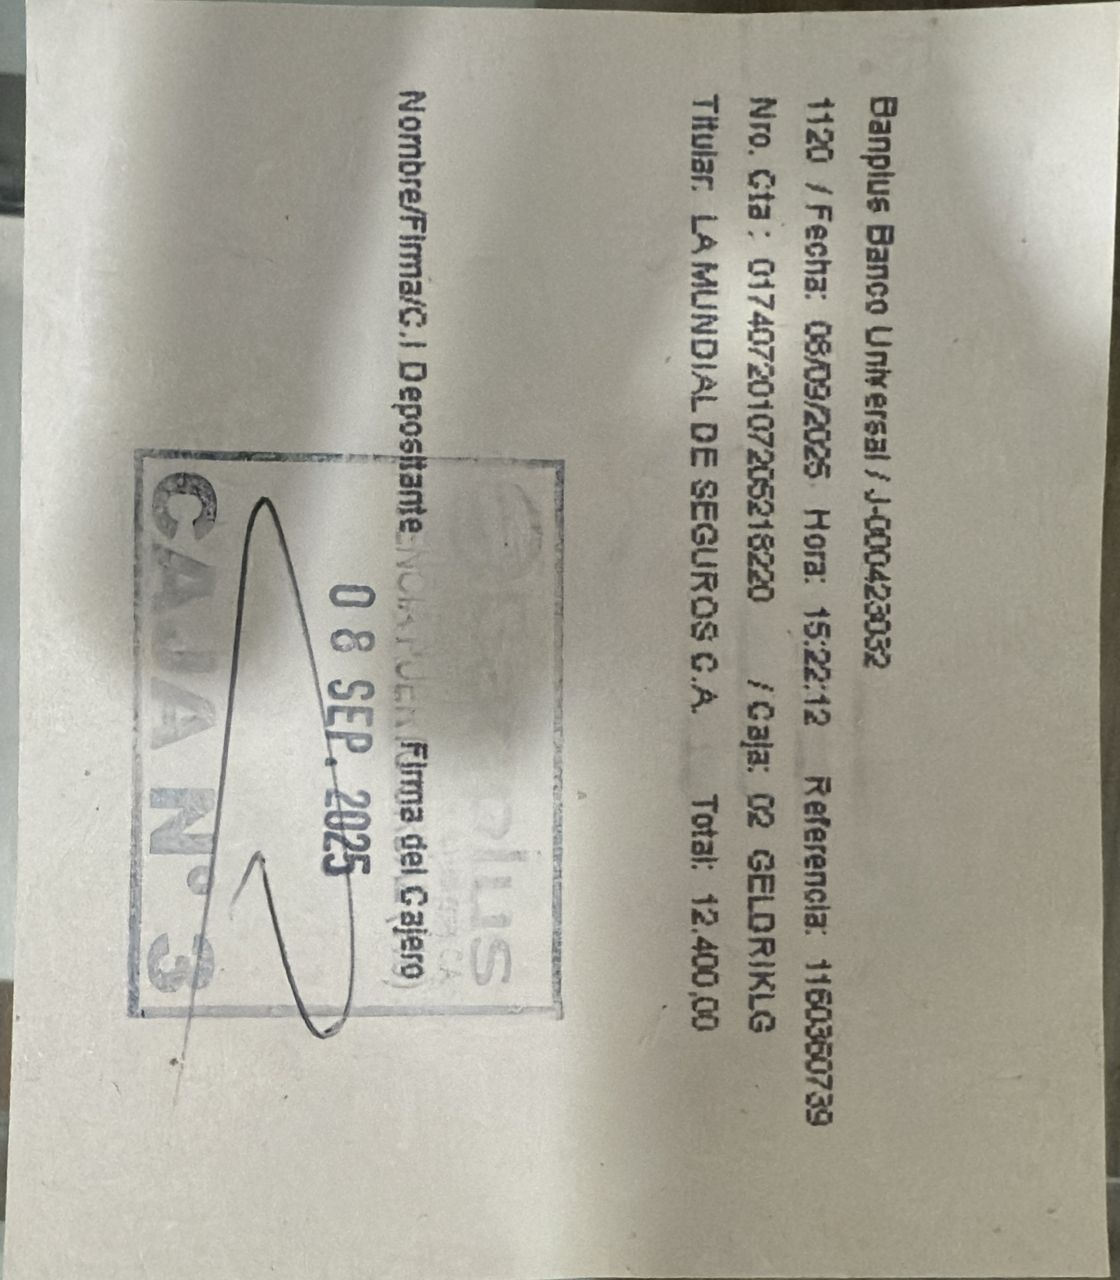 Banplus Banco Universal / J-000423032
1120 / Fecha: 08/09/2025 Hora: 15:22:12 Referencia: 1160360739
Nro. Cta : 01740720107205218220 / Caja: 02 GELDRIKLG
Titular: LA MUNDIAL DE SEGUROS C.A. Total: 12.400,00
Nombre/Firma/C.I Depositante Firma del Cajero
08 SEP. 2025
CAJA N° 3